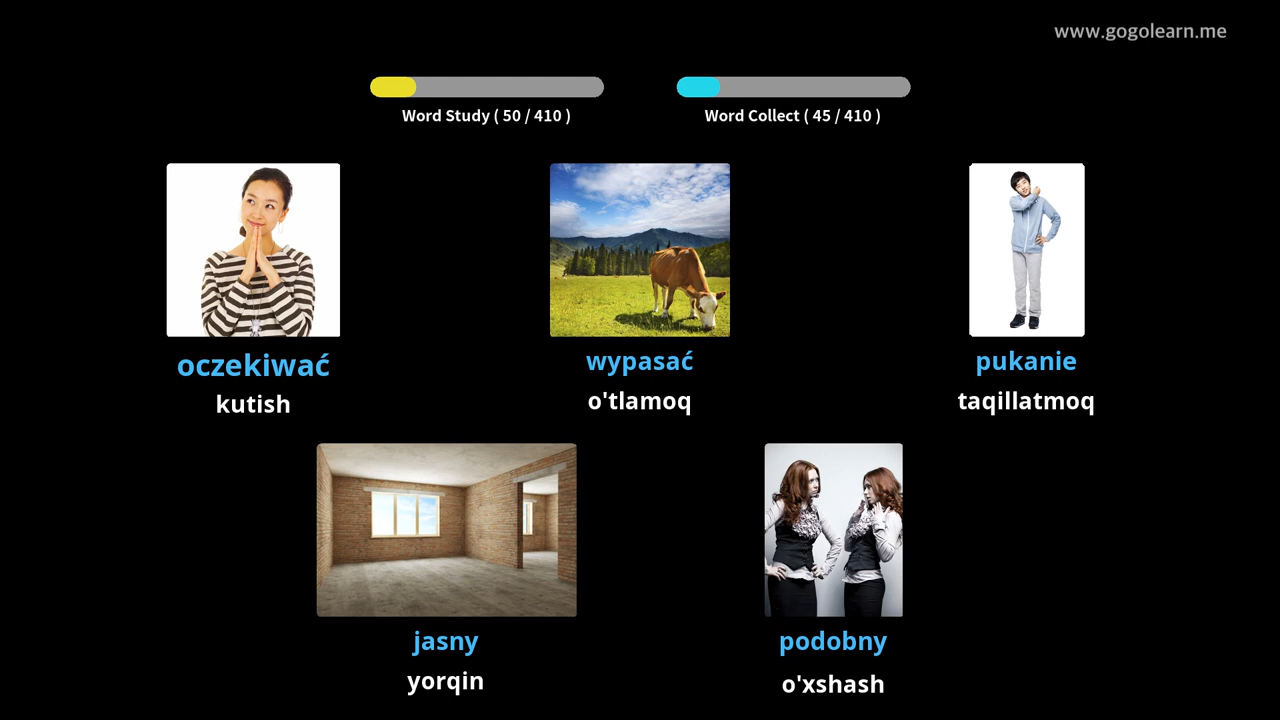 www.gogolearn.me
Word Study ( 50 / 410 )
Word Collect ( 45 / 410 )
oczekiwać
kutish
wypasać
o'tlamoq
pukanie
taqillatmoq
jasny
yorqin
podobny
o'xshash